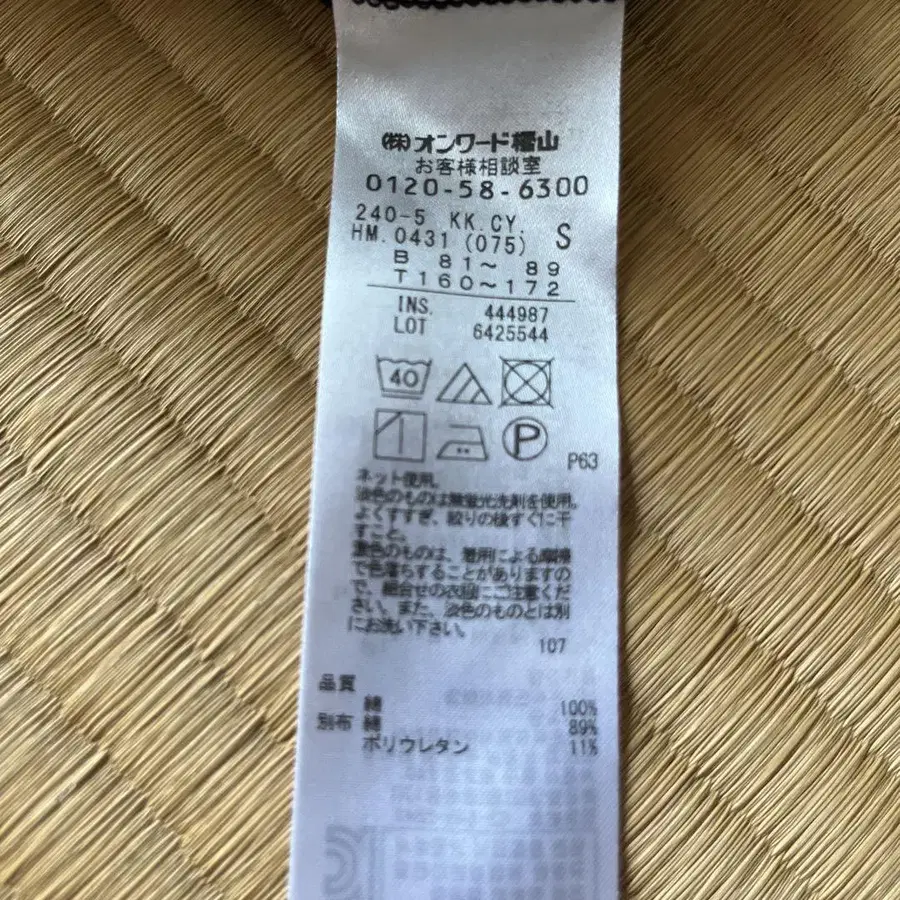 ㈱オンワード樫山
お客様相談室
0120-58-6300
240-5 KK.CY.
HM.0431 (075) S
B 81～ 89
T160～172
INS. 444987
LOT 6425544
40
P
P63
ネット使用。
淡色のものは無蛍光洗剤を使用。
よくすすぎ、絞りの後すぐに干
すこと。
濃色のものは、着用による摩擦
で色落ちすることがありますの
で、組合せの衣服にご注意くだ
さい。また、淡色のものとは別
にお洗い下さい。
107
品質
綿 100%
別布 綿 89%
ポリウレタン 11%